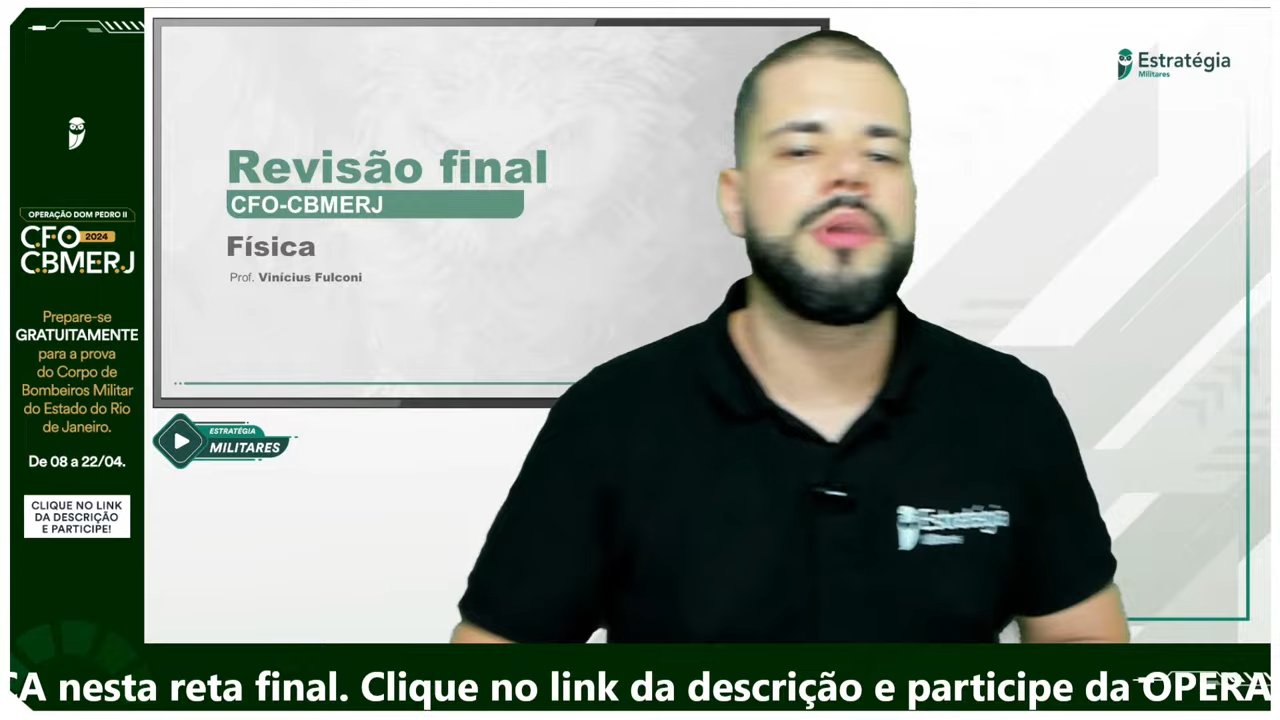 Revisão final
CFO-CBMERJ
Física
Prof. Vinícius Fulconi
Estratégia
Militares
OPERAÇÃO DOM PEDRO II
CFO 2024
CBMERJ
Prepare-se
GRATUITAMENTE
para a prova
do Corpo de
Bombeiros Militar
do Estado do Rio
de Janeiro.
De 08 a 22/04.
CLIQUE NO LINK
DA DESCRIÇÃO
E PARTICIPE!
ESTRATÉGIA
MILITARES
CA nesta reta final. Clique no link da descrição e participe da OPERA